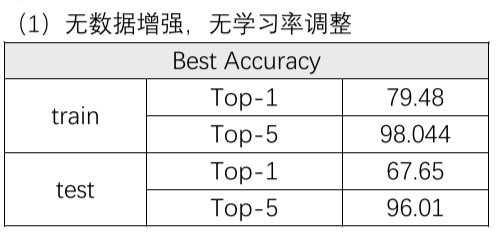 （1）无数据增强，无学习率调整
Best Accuracy
train
Top-1 79.48
Top-5 98.044
test
Top-1 67.65
Top-5 96.01